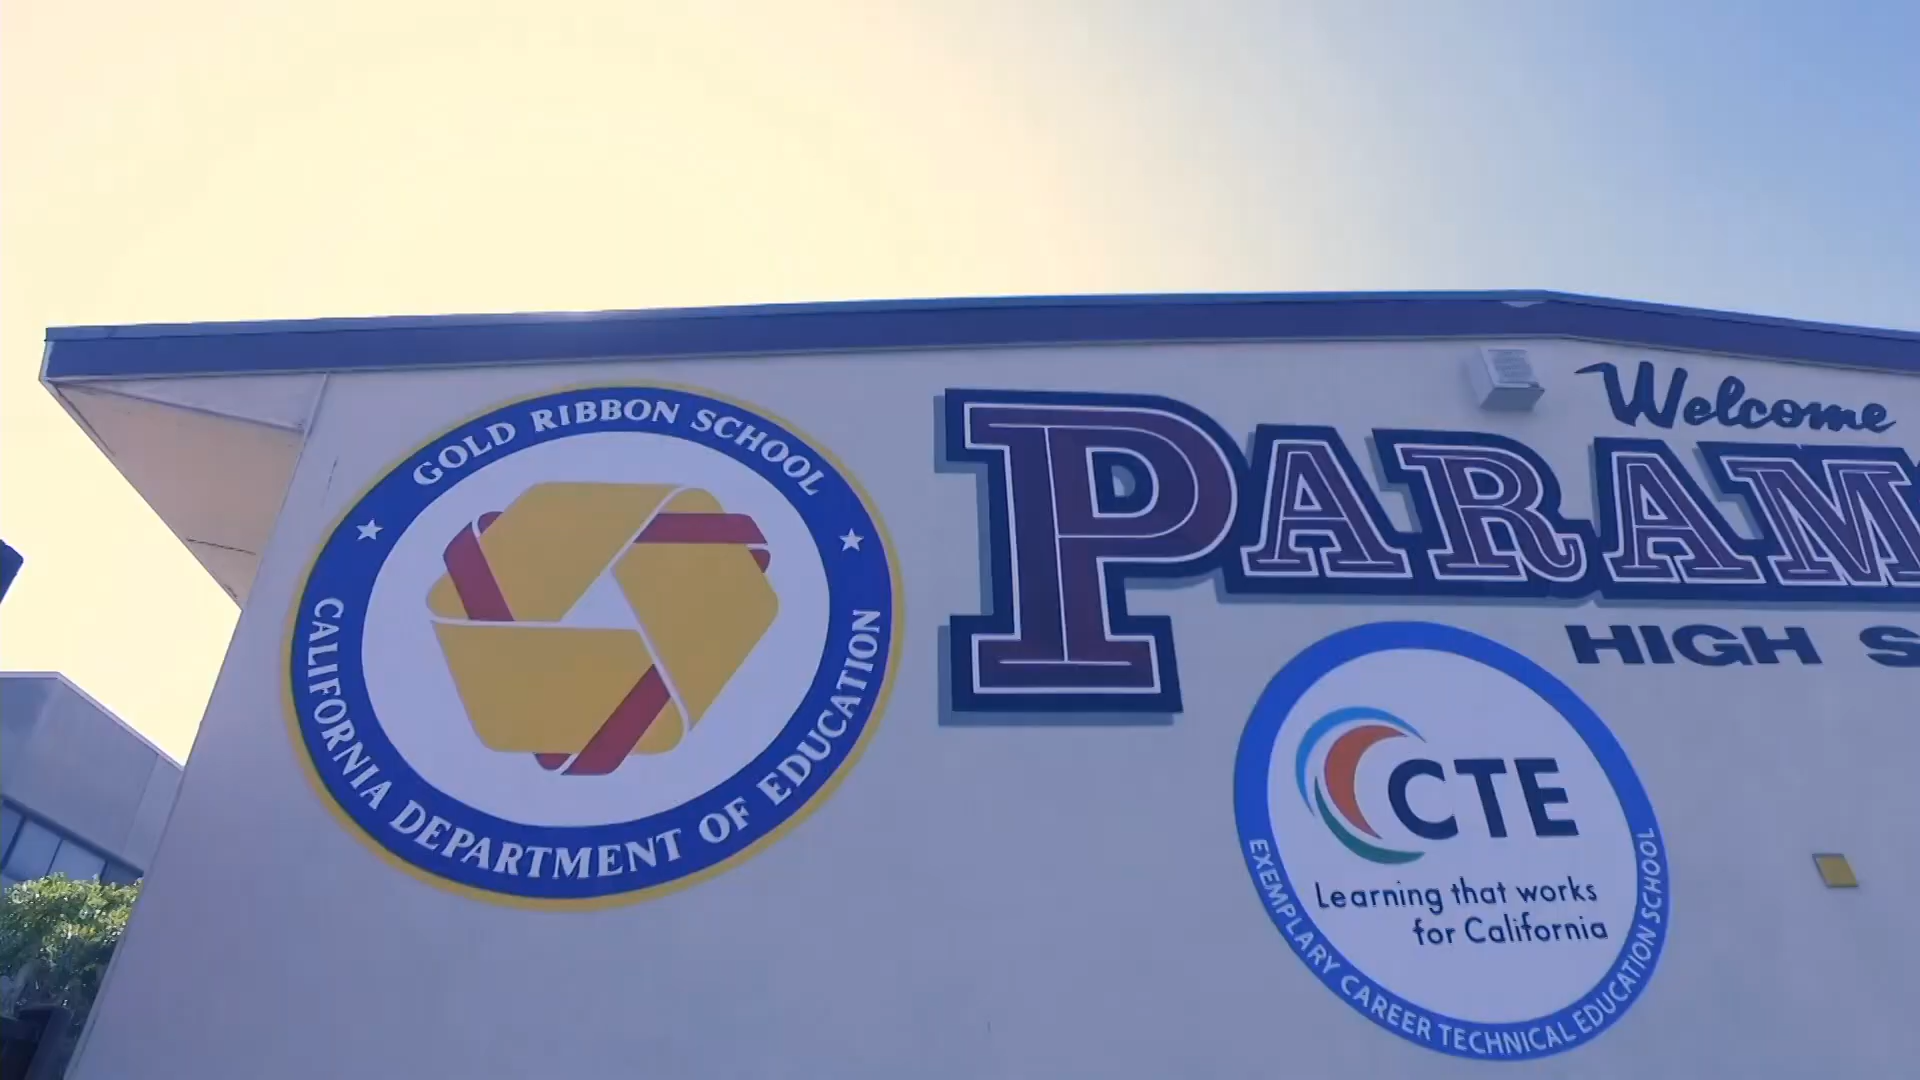 GOLD RIBBON SCHOOL
CALIFORNIA DEPARTMENT OF EDUCATION
Welcome
PARAM
HIGH S
CTE
Learning that works
for California
EXEMPLARY CAREER TECHNICAL EDUCATION SCHOOL